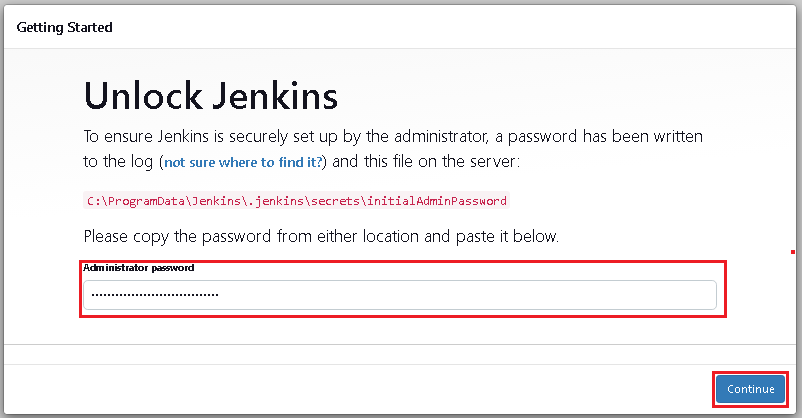 Getting Started
Unlock Jenkins
To ensure Jenkins is securely set up by the administrator, a password has been written
to the log (not sure where to find it?) and this file on the server:
C:\ProgramData\Jenkins\.jenkins\secrets\initialAdminPassword
Please copy the password from either location and paste it below.
Administrator password
Continue